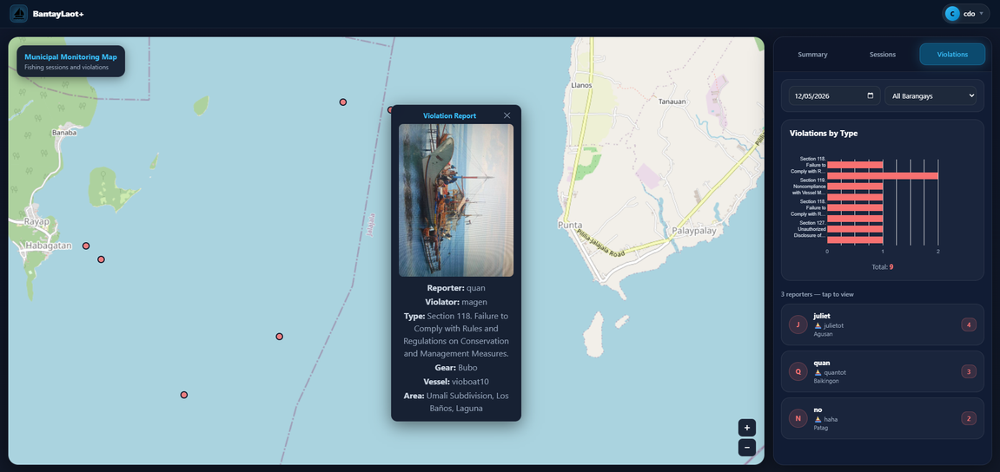 BantayLaot+
C
cdo
Municipal Monitoring Map
Fishing sessions and violations
Llanos
Tanauan
Banaba
Rayap
Habagatan
Jalajala
Punta
Palaypalay
Pililla-Jalajala Road
Violation Report
Reporter: quan
Violator: magen
Type: Section 118. Failure to
Comply with Rules and
Regulations on Conservation
and Management Measures.
Gear: Bubo
Vessel: vioboat10
Area: Umali Subdivision, Los
Baños, Laguna
+
−
Summary
Sessions
Violations
12/05/2026
All Barangays
Violations by Type
Section 118.
Failure to
Comply with R...
Section 119.
Noncompliance
with Vessel M...
Section 118.
Failure to
Comply with R...
Section 127.
Unauthorized
Disclosure of...
0 1 2
Total: 9
3 reporters — tap to view
J
juliet
julietot
Agusan
4
Q
quan
quantot
Baikingon
3
N
no
haha
Patag
2